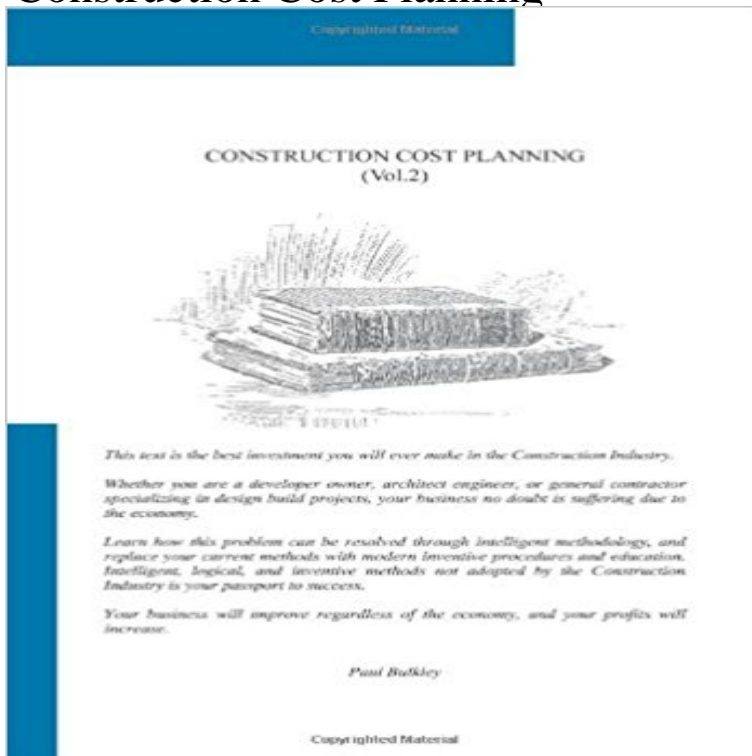 Construction Cost Planning
Copyrighted Material
CONSTRUCTION COST PLANNING
(Vol.2)
This text is the best investment you will ever make in the Construction Industry.
Whether you are a developer owner, architect engineer, or general contractor
specializing in design build projects, your business no doubt is suffering due to
the economy.
Learn how this problem can be resolved through intelligent methodology, and
replace your current methods with modern inventive procedures and education.
Intelligent, logical, and inventive methods not adopted by the Construction
Industry is your passport to success.
Your business will improve regardless of the economy, and your profits will
increase.
Paul Bulkley
Copyrighted Material